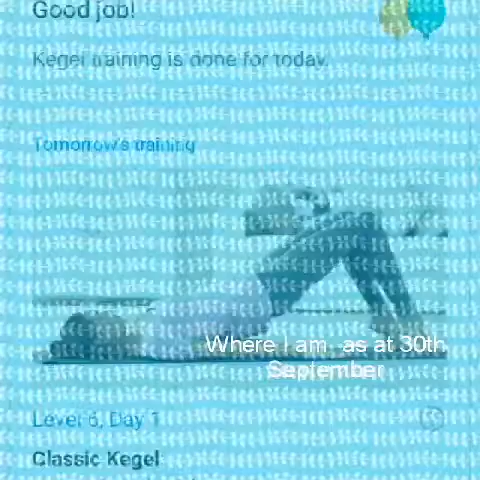 Good job!
Kegel training is done for today.
Tomorrow's training
Where I am as at 30th
September
Level 6, Day 1
Classic Kegel